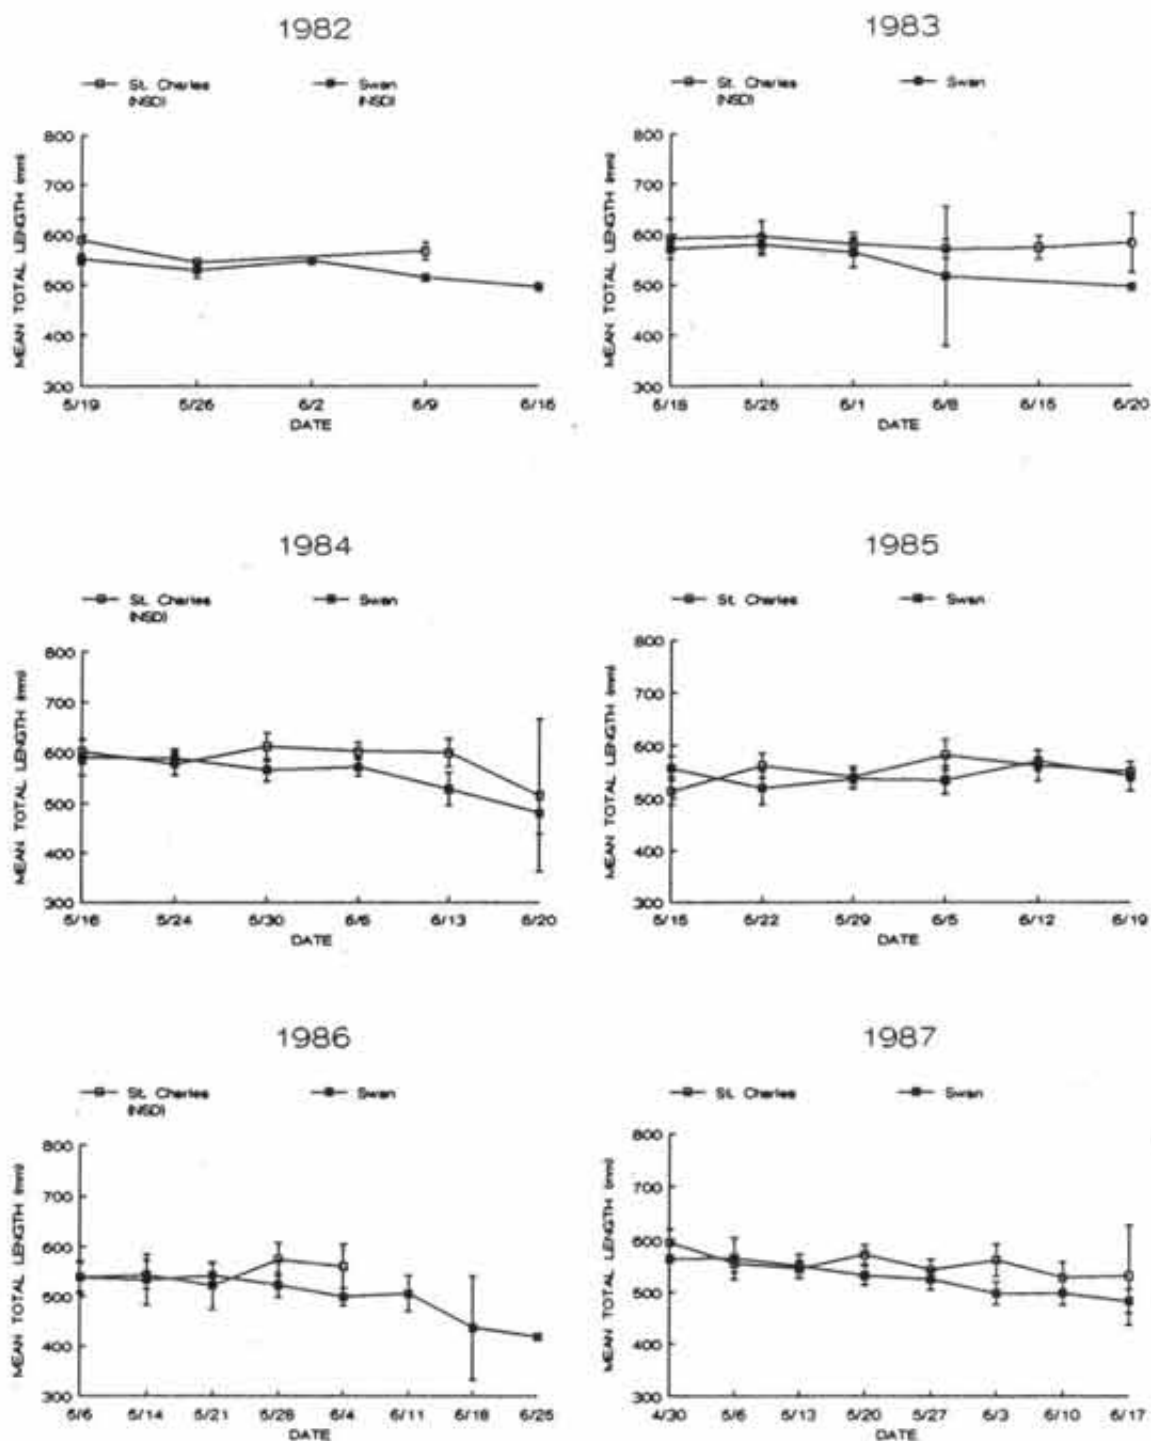 1982
St. Charles
(NSD)
Swan
(NSD)
MEAN TOTAL LENGTH (mm)
800
700
600
500
400
300
5/19
5/26
6/2
6/9
6/16
DATE
1983
St. Charles
(NSD)
Swan
MEAN TOTAL LENGTH (mm)
800
700
600
500
400
300
5/18
5/25
6/1
6/8
6/15
6/20
DATE
1984
St. Charles
(NSD)
Swan
MEAN TOTAL LENGTH (mm)
800
700
600
500
400
300
5/16
5/24
5/30
6/6
6/13
6/20
DATE
1985
St. Charles
Swan
MEAN TOTAL LENGTH (mm)
800
700
600
500
400
300
5/15
5/22
5/29
6/5
6/12
6/19
DATE
1986
St. Charles
(NSD)
Swan
MEAN TOTAL LENGTH (mm)
800
700
600
500
400
300
5/6
5/14
5/21
5/28
6/4
6/11
6/18
6/25
DATE
1987
St. Charles
Swan
MEAN TOTAL LENGTH (mm)
800
700
600
500
400
300
4/30
5/6
5/13
5/20
5/27
6/3
6/10
6/17
DATE